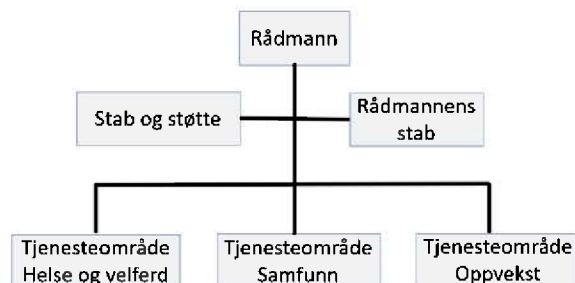 Rådmann
Stab og støtte
Rådmannens
stab
Tjenesteområde
Helse og velferd
Tjenesteområde
Samfunn
Tjenesteområde
Oppvekst